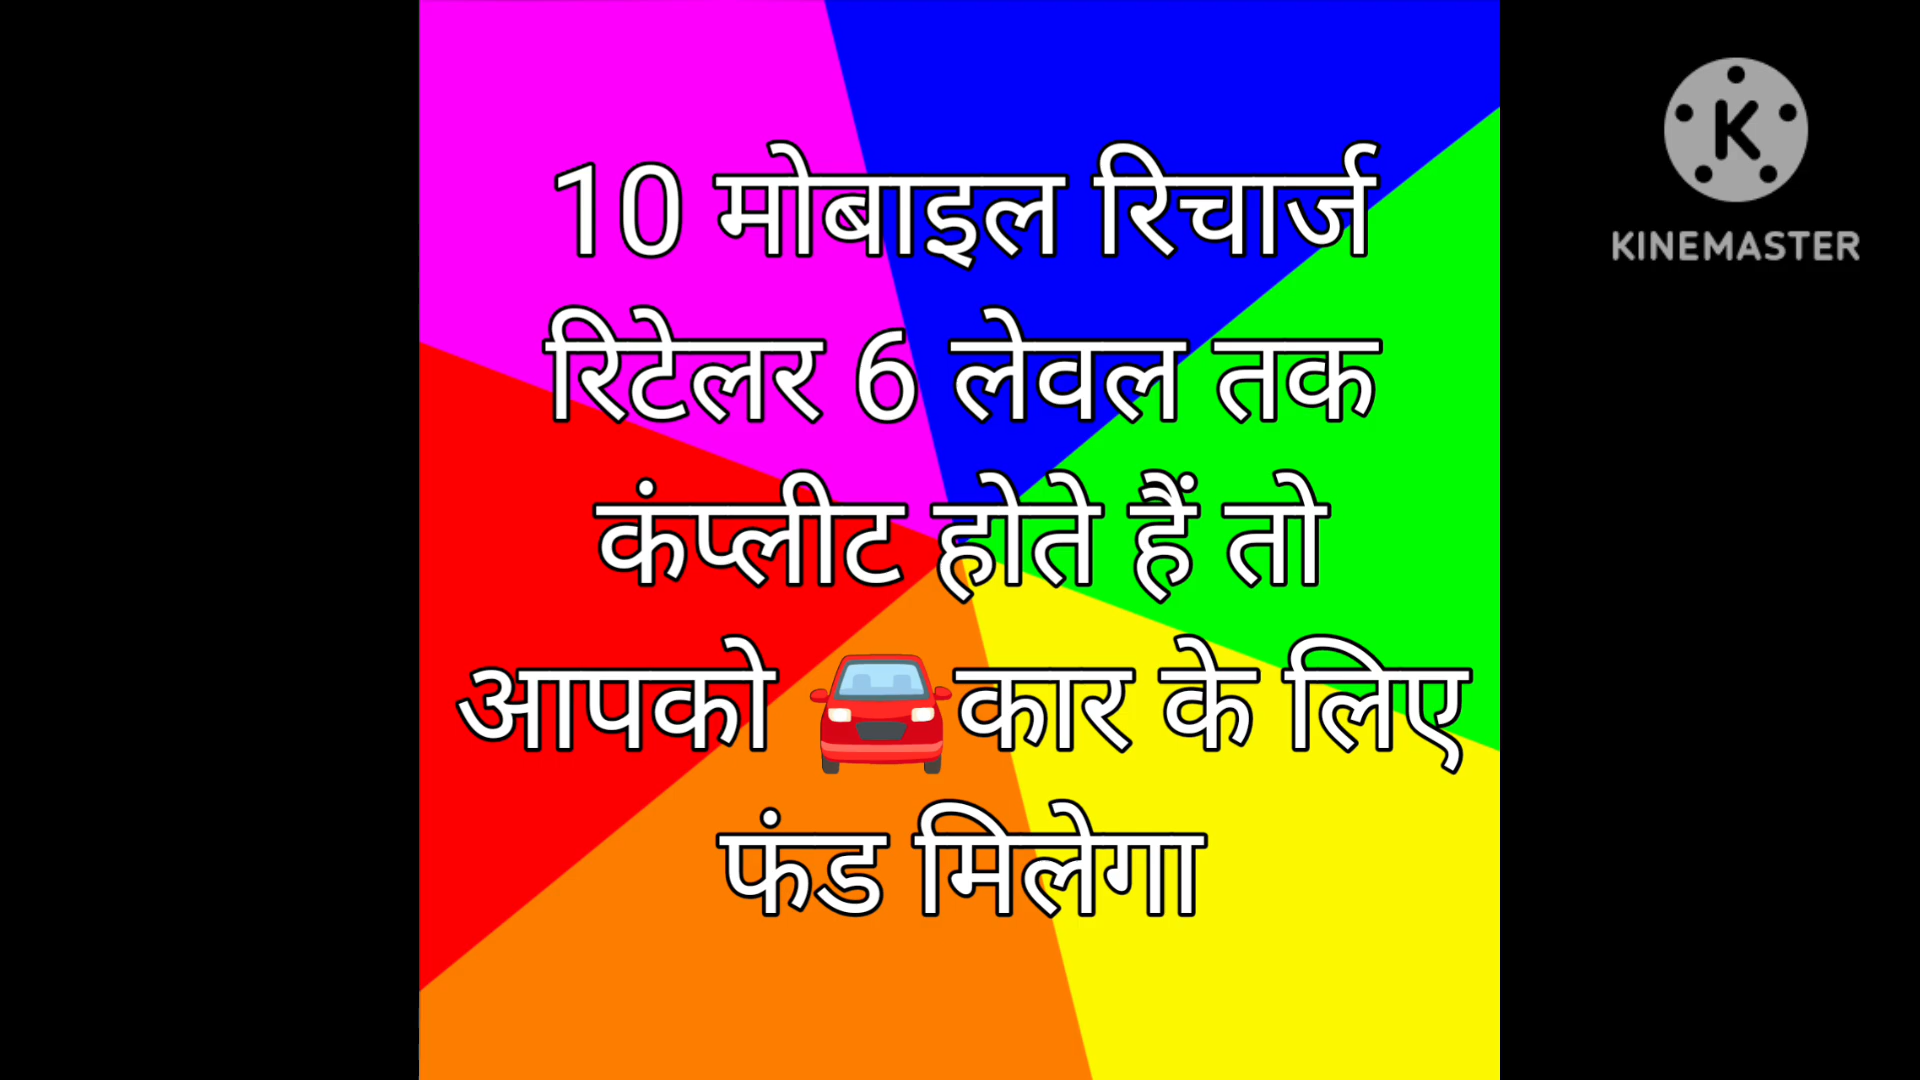 10 मोबाइल रिचार्ज
रिटेलर 6 लेवल तक
कंप्लीट होते हैं तो
आपको 🚘 कार के लिए
फंड मिलेगा
K
KINEMASTER